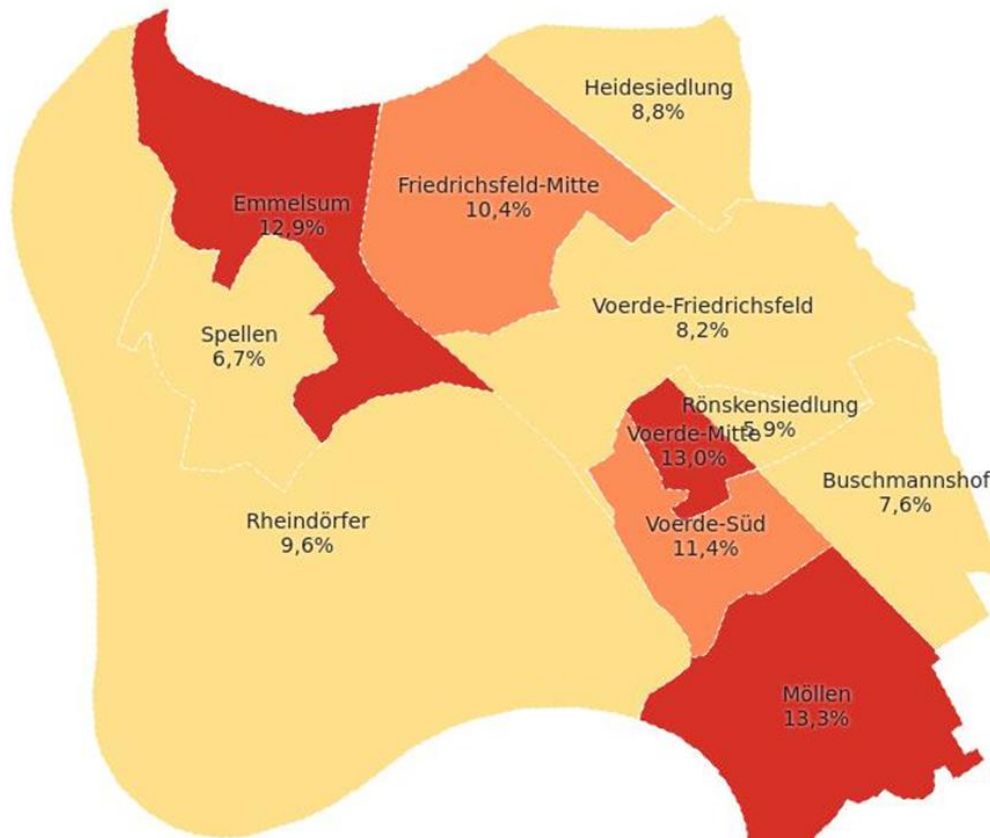 Heidesiedlung
8,8%
Friedrichsfeld-Mitte
10,4%
Emmelsum
12,9%
Voerde-Friedrichsfeld
8,2%
Spellen
6,7%
Rönskensiedlung
5,9%
Voerde-Mitte
13,0%
Buschmannshof
7,6%
Rheindörfer
9,6%
Voerde-Süd
11,4%
Möllen
13,3%